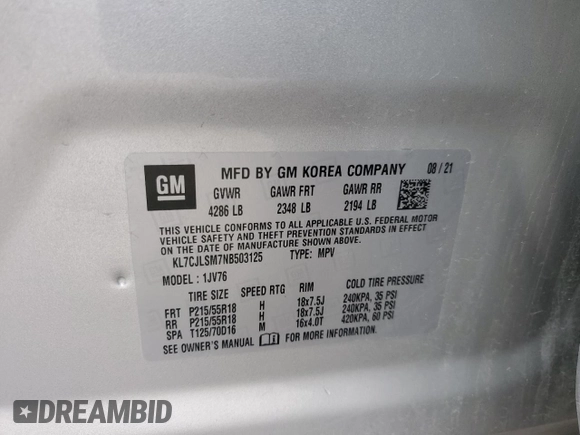 GM
MFD BY GM KOREA COMPANY 08 / 21
GVWR GAWR FRT GAWR RR
4286 LB 2348 LB 2194 LB
THIS VEHICLE CONFORMS TO ALL APPLICABLE U.S. FEDERAL MOTOR
VEHICLE SAFETY, BUMPER, AND THEFT PREVENTION STANDARDS IN EFFECT ON
THE DATE OF MANUFACTURE SHOWN ABOVE.
KL7CJLSM7NB503125 TYPE: MPV
MODEL : 1JV76
TIRE SIZE SPEED RTG RIM
FRT P215/55R18 H 18x7.5J 240KPA, 35 PSI
RR P215/55R18 H 18x7.5J 240KPA, 35 PSI
SPA T125/70D16 M 16x4.0T 420KPA, 60 PSI
SEE OWNER'S MANUAL FOR MORE INFORMATION.
DREAMBID